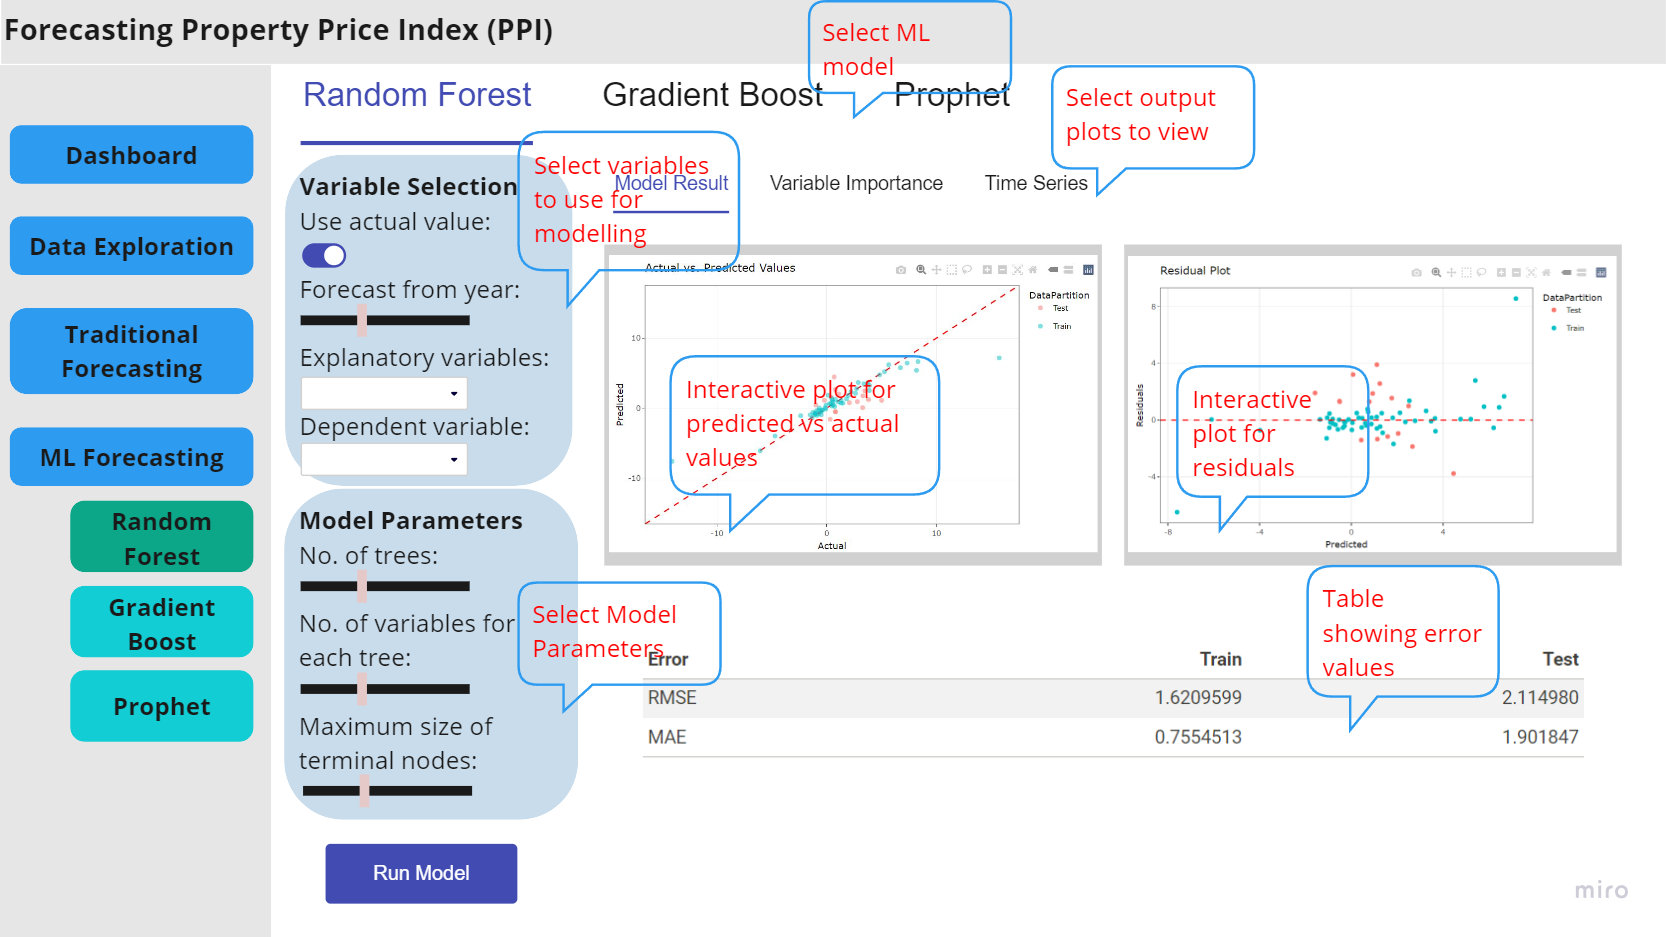 Forecasting Property Price Index (PPI)
Select ML
model
Random Forest
Gradient Boost
Prophet
Select output
plots to view
Dashboard
Data Exploration
Traditional
Forecasting
ML Forecasting
Random
Forest
Gradient
Boost
Prophet
Variable Selection
Use actual value:
Forecast from year:
Explanatory variables:
Dependent variable:
Select variables
to use for
modelling
Model Result
Variable Importance
Time Series
Actual vs. Predicted Values
DataPartition
Test
Train
Predicted
10
0
-10
-10
0
10
Actual
Interactive plot for
predicted vs actual
values
Residual Plot
DataPartition
Test
Train
Residuals
8
4
0
-4
-8
-4
0
4
Predicted
Interactive
plot for
residuals
Model Parameters
No. of trees:
No. of variables for
each tree:
Maximum size of
terminal nodes:
Select Model
Parameters
Run Model
Table
showing error
values
Error Train Test
RMSE 1.6209599 2.114980
MAE 0.7554513 1.901847
miro